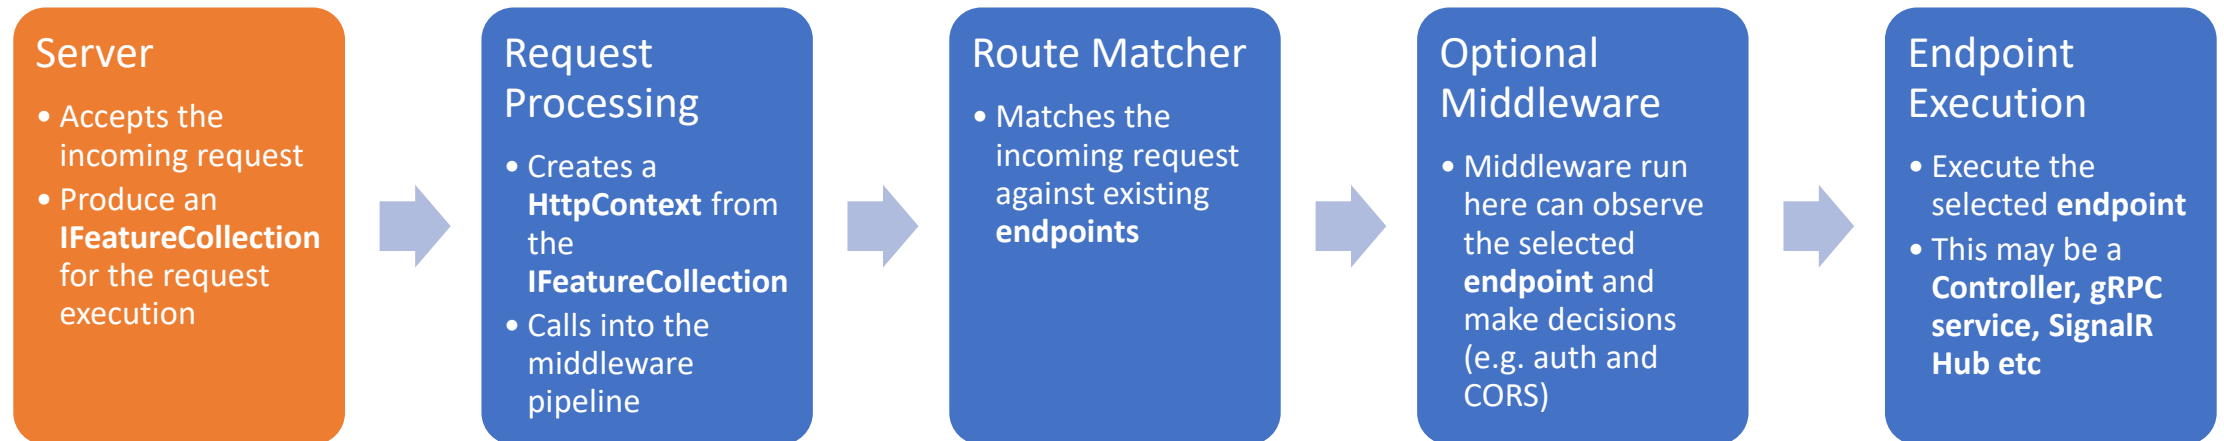 Server
• Accepts the
incoming request
• Produce an
IFeatureCollection
for the request
execution
Request
Processing
• Creates a
HttpContext from
the
IFeatureCollection
• Calls into the
middleware
pipeline
Route Matcher
• Matches the
incoming request
against existing
endpoints
Optional
Middleware
• Middleware run
here can observe
the selected
endpoint and
make decisions
(e.g. auth and
CORS)
Endpoint
Execution
• Execute the
selected endpoint
• This may be a
Controller, gRPC
service, SignalR
Hub etc